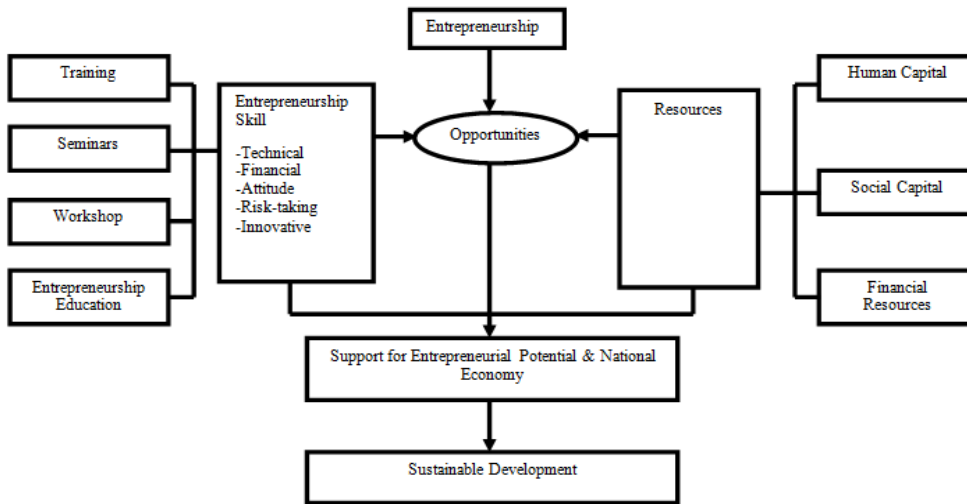 Entrepreneurship
Training
Seminars
Workshop
Entrepreneurship
Education
Entrepreneurship
Skill
-Technical
-Financial
-Attitude
-Risk-taking
-Innovative
Opportunities
Resources
Human Capital
Social Capital
Financial
Resources
Support for Entrepreneurial Potential & National
Economy
Sustainable Development